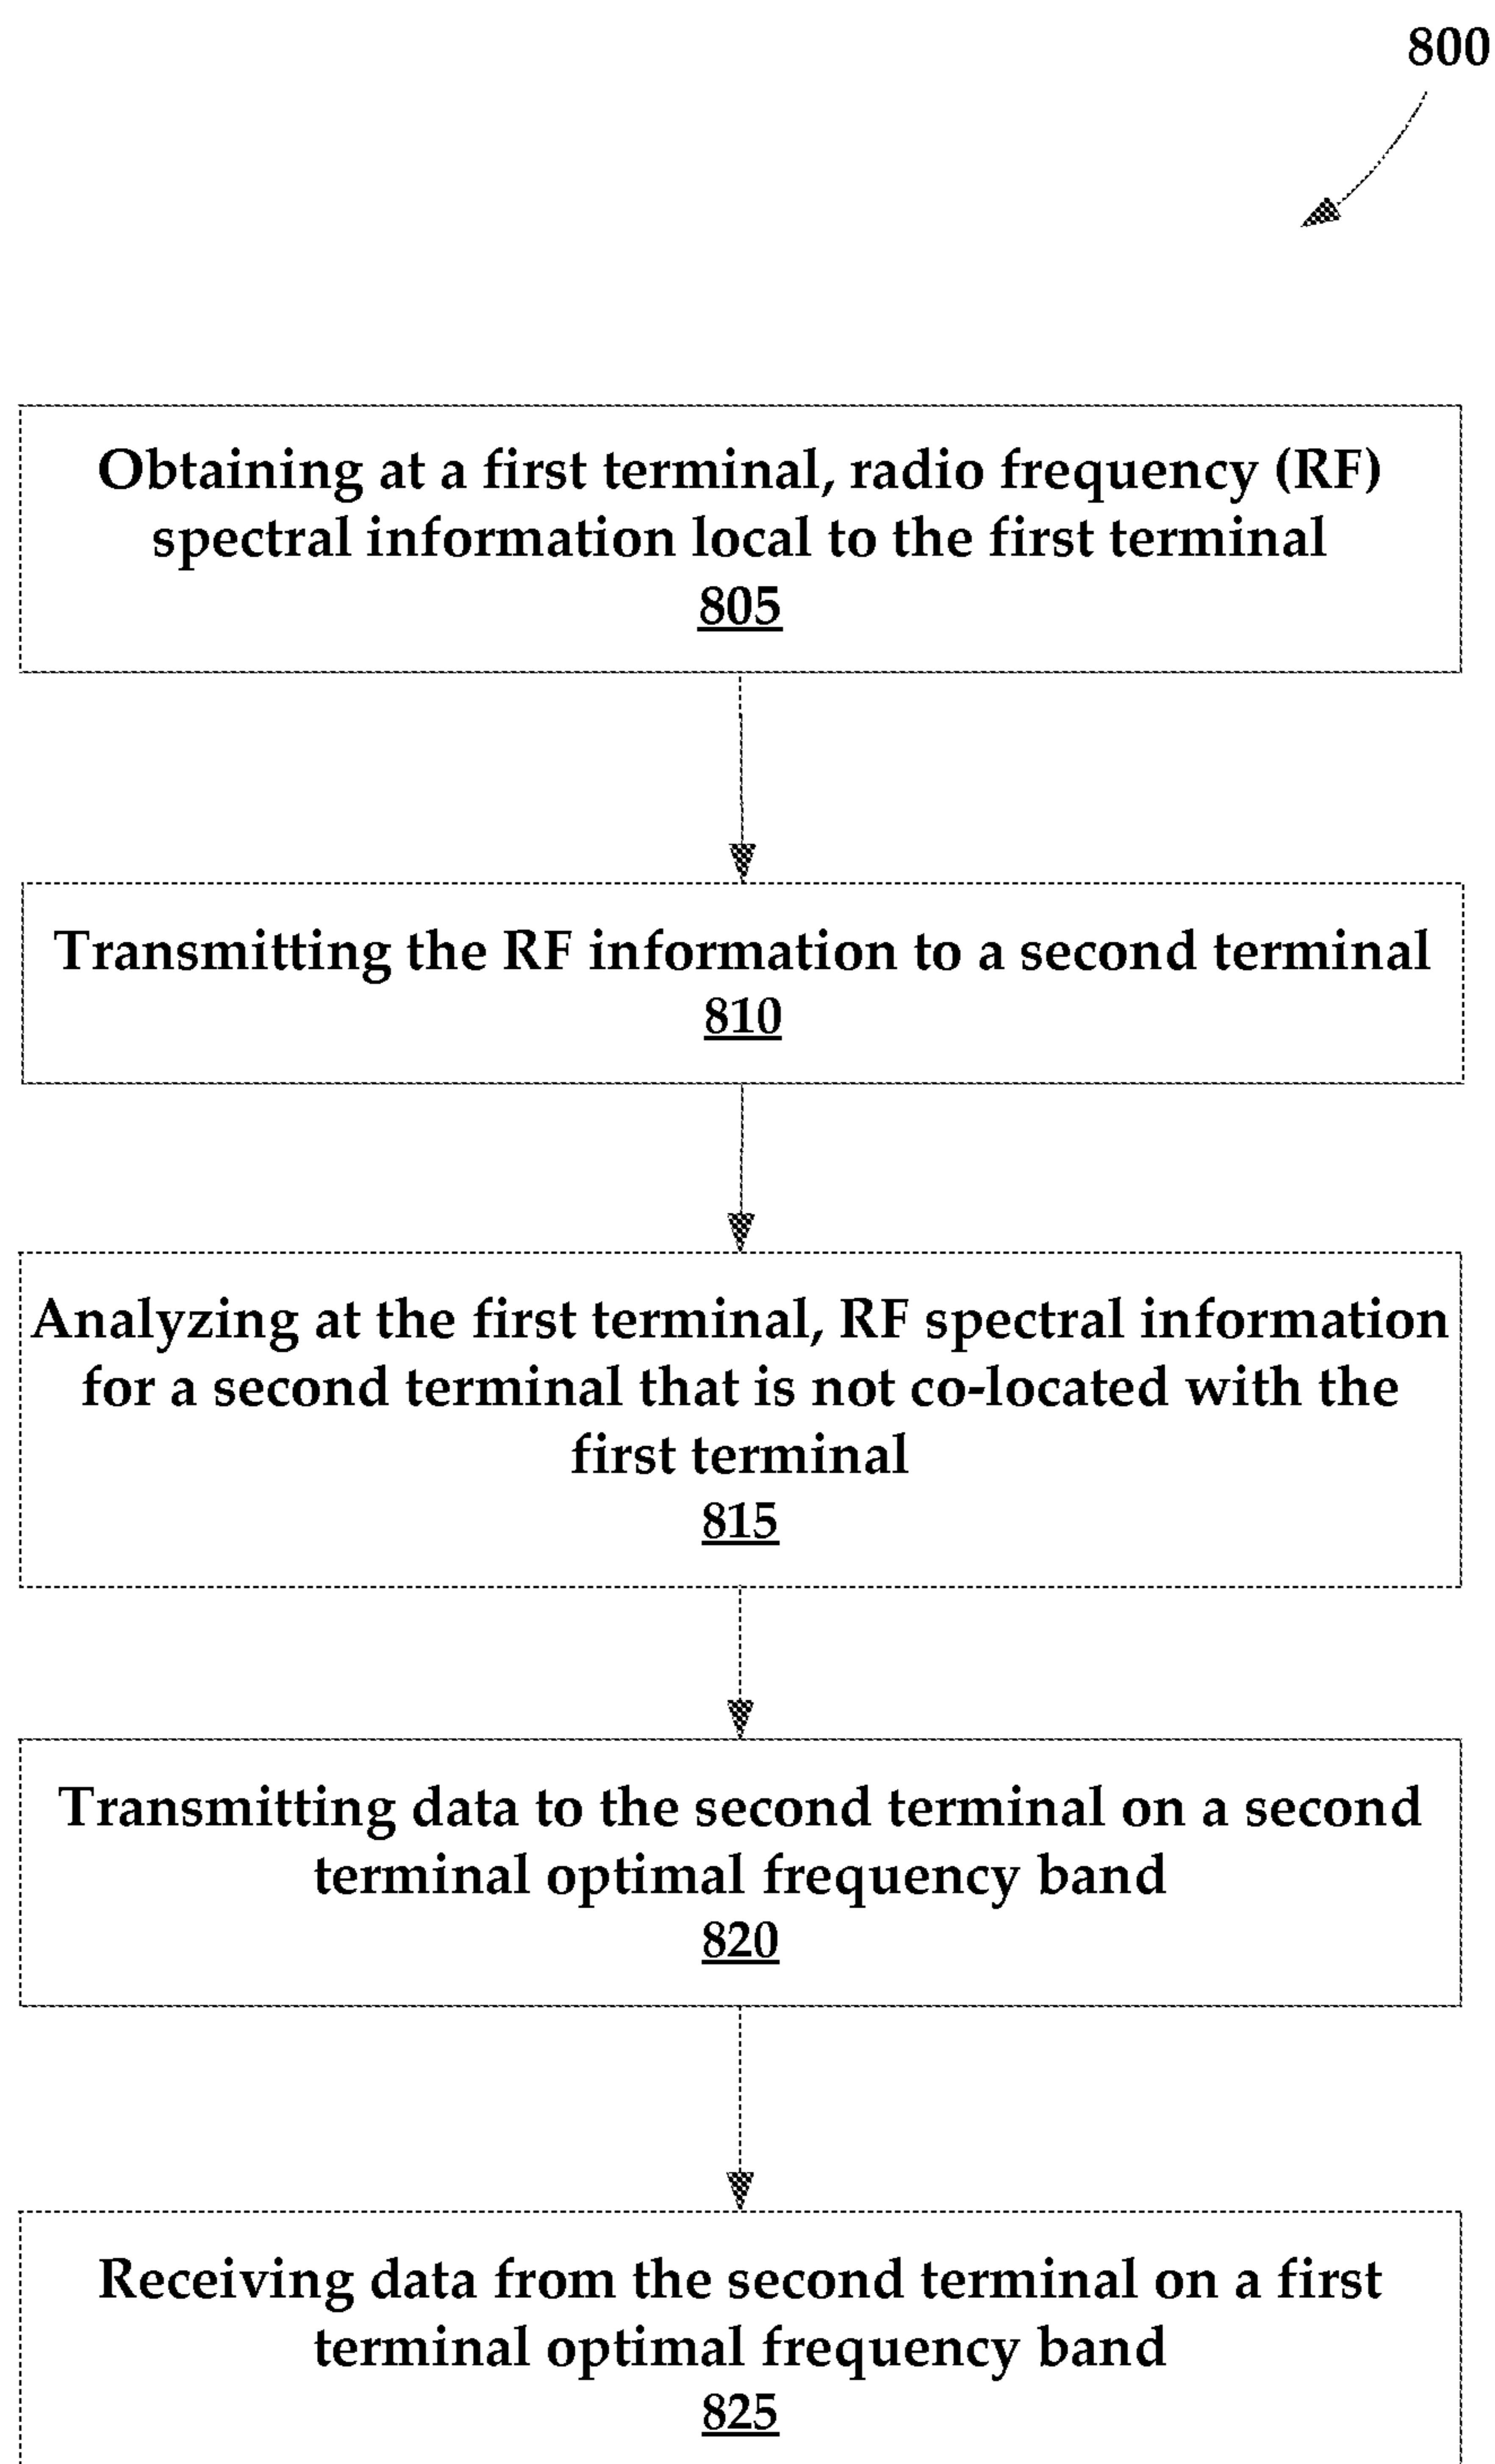 800
Obtaining at a first terminal, radio frequency (RF)
spectral information local to the first terminal
805
Transmitting the RF information to a second terminal
810
Analyzing at the first terminal, RF spectral information
for a second terminal that is not co-located with the
first terminal
815
Transmitting data to the second terminal on a second
terminal optimal frequency band
820
Receiving data from the second terminal on a first
terminal optimal frequency band
825